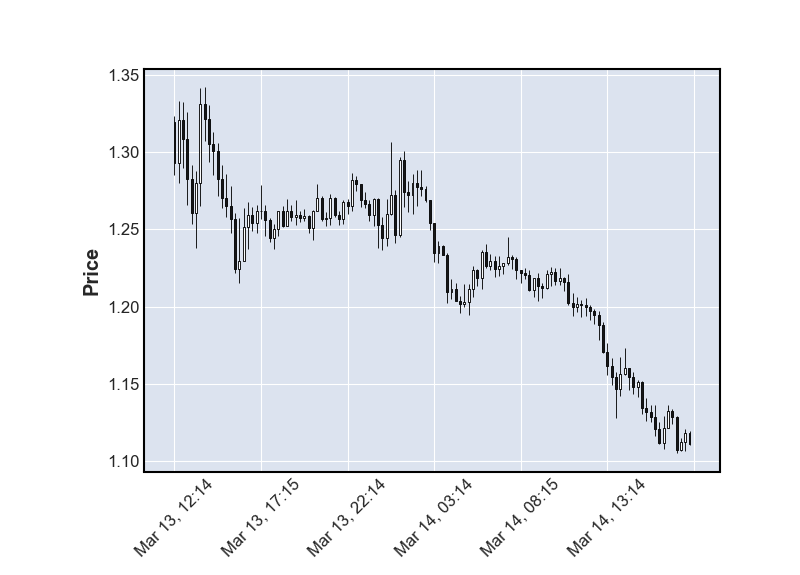 1.35
1.30
1.25
1.20
1.15
1.10
Price
Mar 13, 12:14
Mar 13, 17:15
Mar 13, 22:14
Mar 14, 03:14
Mar 14, 08:15
Mar 14, 13:14